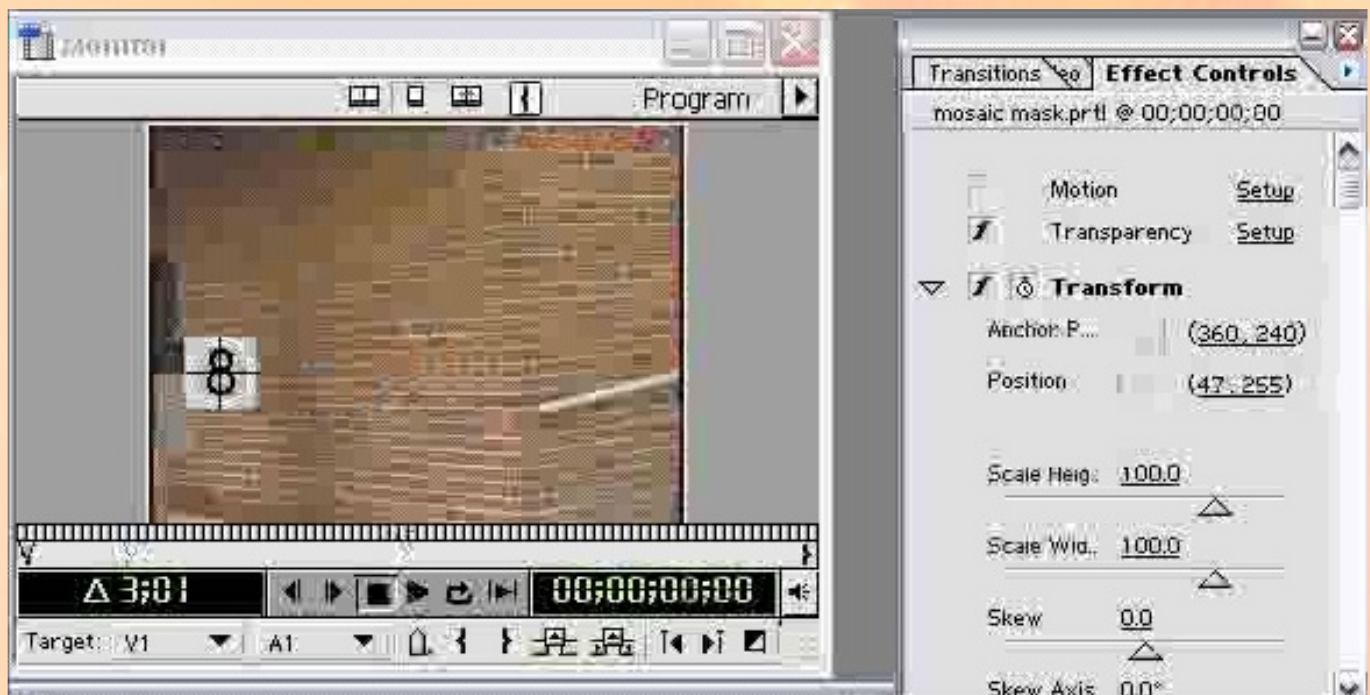 Monitor
Program
8
Δ 3;01
00;00;00;00
Target: V1 A1
Transitions eo Effect Controls
mosaic mask.prtl @ 00;00;00;00
Motion Setup
Transparency Setup
Transform
Anchor P... (360, 240)
Position (47, 255)
Scale Heig.. 100.0
Scale Wid.. 100.0
Skew 0.0
Skew Axis 0.0°